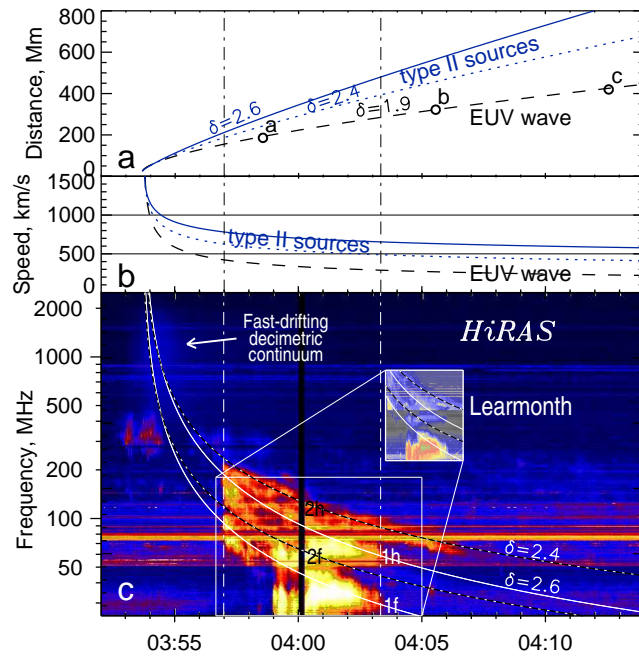 800
600
400
200
0
Distance, Mm
type II sources
δ=2.6
δ=2.4
δ=1.9
a
b
c
EUV wave
a
1500
1000
500
0
Speed, km/s
type II sources
EUV wave
b
2000
1000
500
200
100
50
Frequency, MHz
Fast-drifting
decimetric
continuum
HiRAS
Learmonth
2h
2f
1h
1f
δ=2.4
δ=2.6
c
03:55
04:00
04:05
04:10